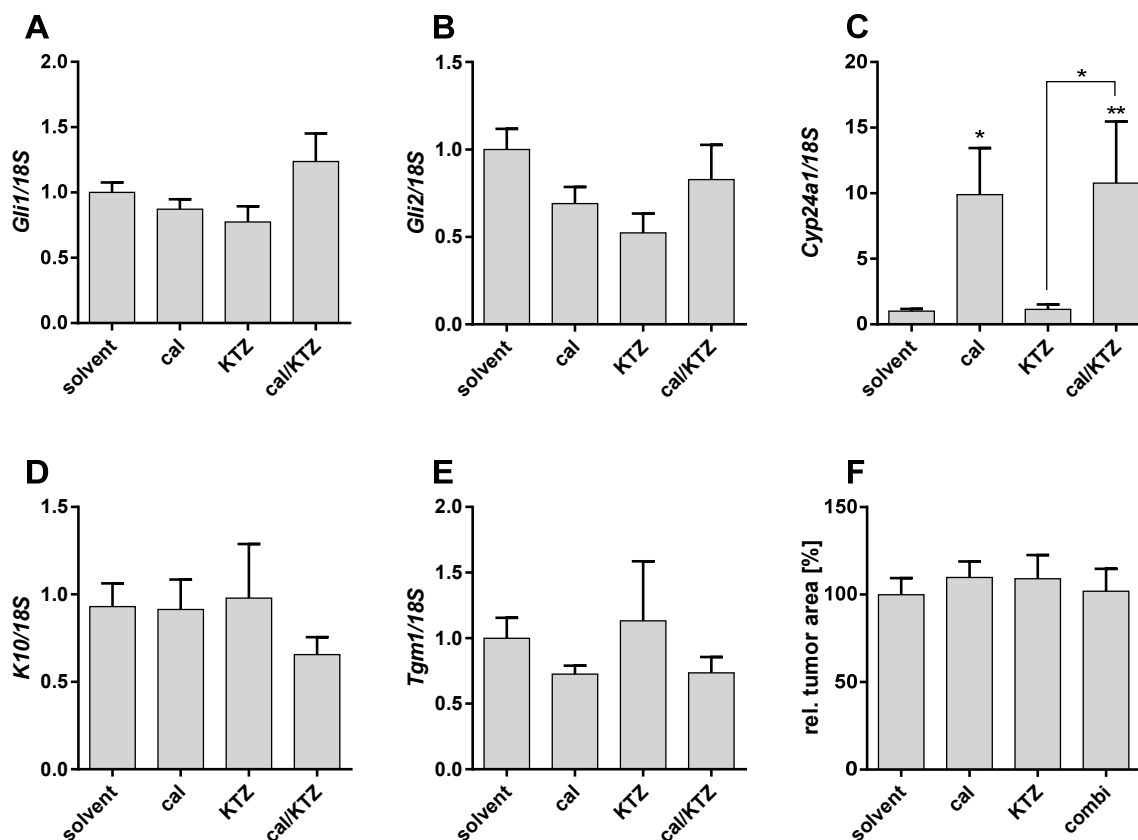 A
Gli1/18S
2.0
1.5
1.0
0.5
0.0
solvent
cal
KTZ
cal/KTZ
B
Gli2/18S
1.5
1.0
0.5
0.0
solvent
cal
KTZ
cal/KTZ
C
Cyp24a1/18S
20
15
10
5
0
*
*
**
solvent
cal
KTZ
cal/KTZ
D
K10/18S
1.5
1.0
0.5
0.0
solvent
cal
KTZ
cal/KTZ
E
Tgm1/18S
2.0
1.5
1.0
0.5
0.0
solvent
cal
KTZ
cal/KTZ
F
rel. tumor area [%]
150
100
50
0
solvent
cal
KTZ
combi